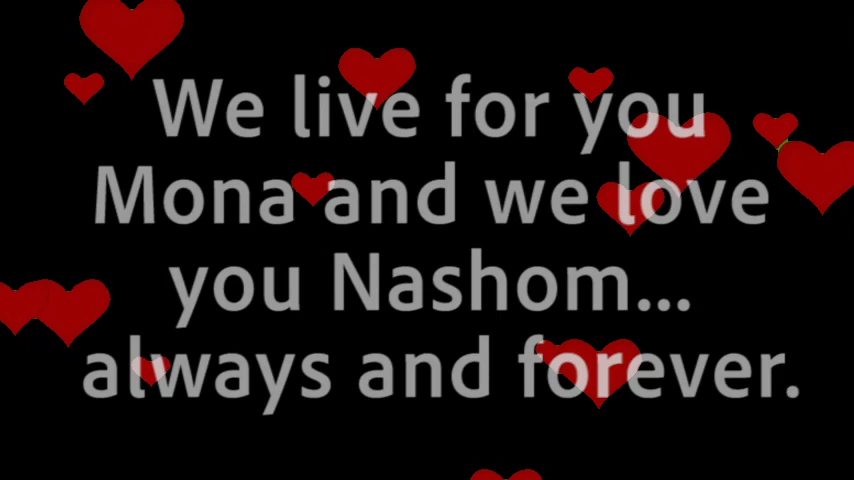 We live for you
Mona and we love
you Nashom...
always and forever.